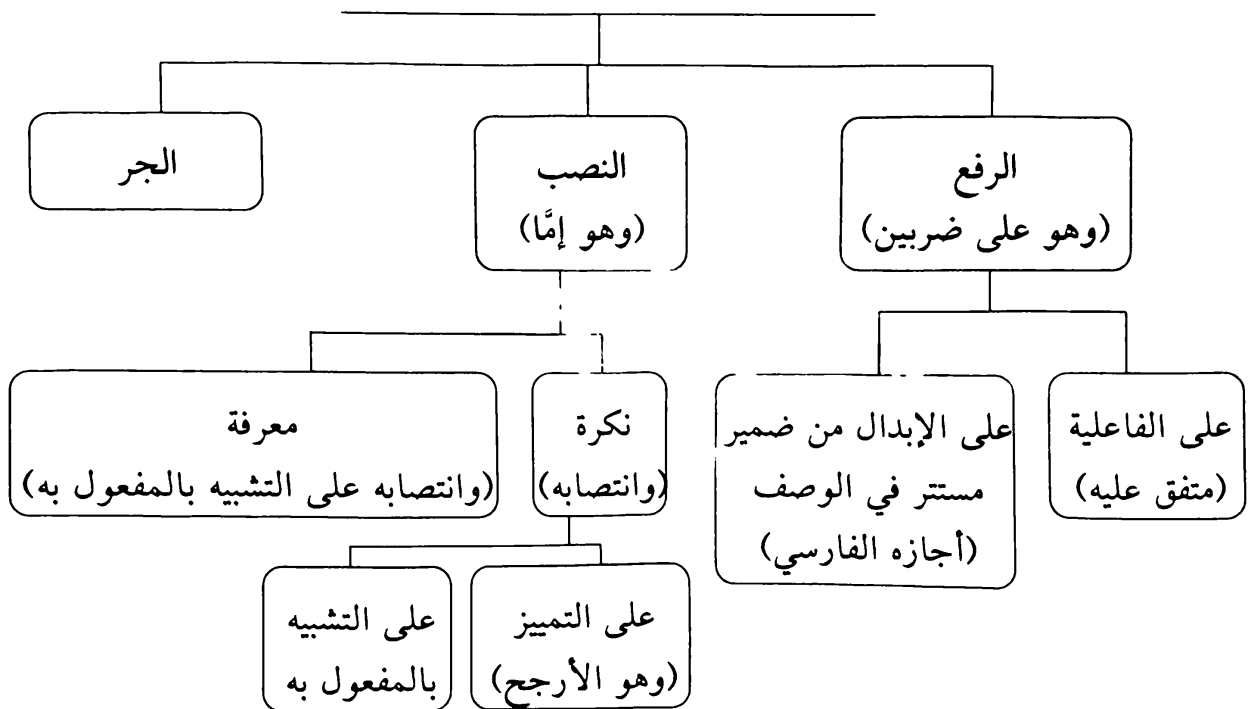 الرفع
(وهو على ضربين)
النصب
(وهو إمَّا)
الجر
على الفاعلية
(متفق عليه)
على الإبدال من ضمير
مستتر في الوصف
(أجازه الفارسي)
نكرة
(وانتصابه)
معرفة
(وانتصابه على التشبيه بالمفعول به)
على التمييز
(وهو الأرجح)
على التشبيه
بالمفعول به